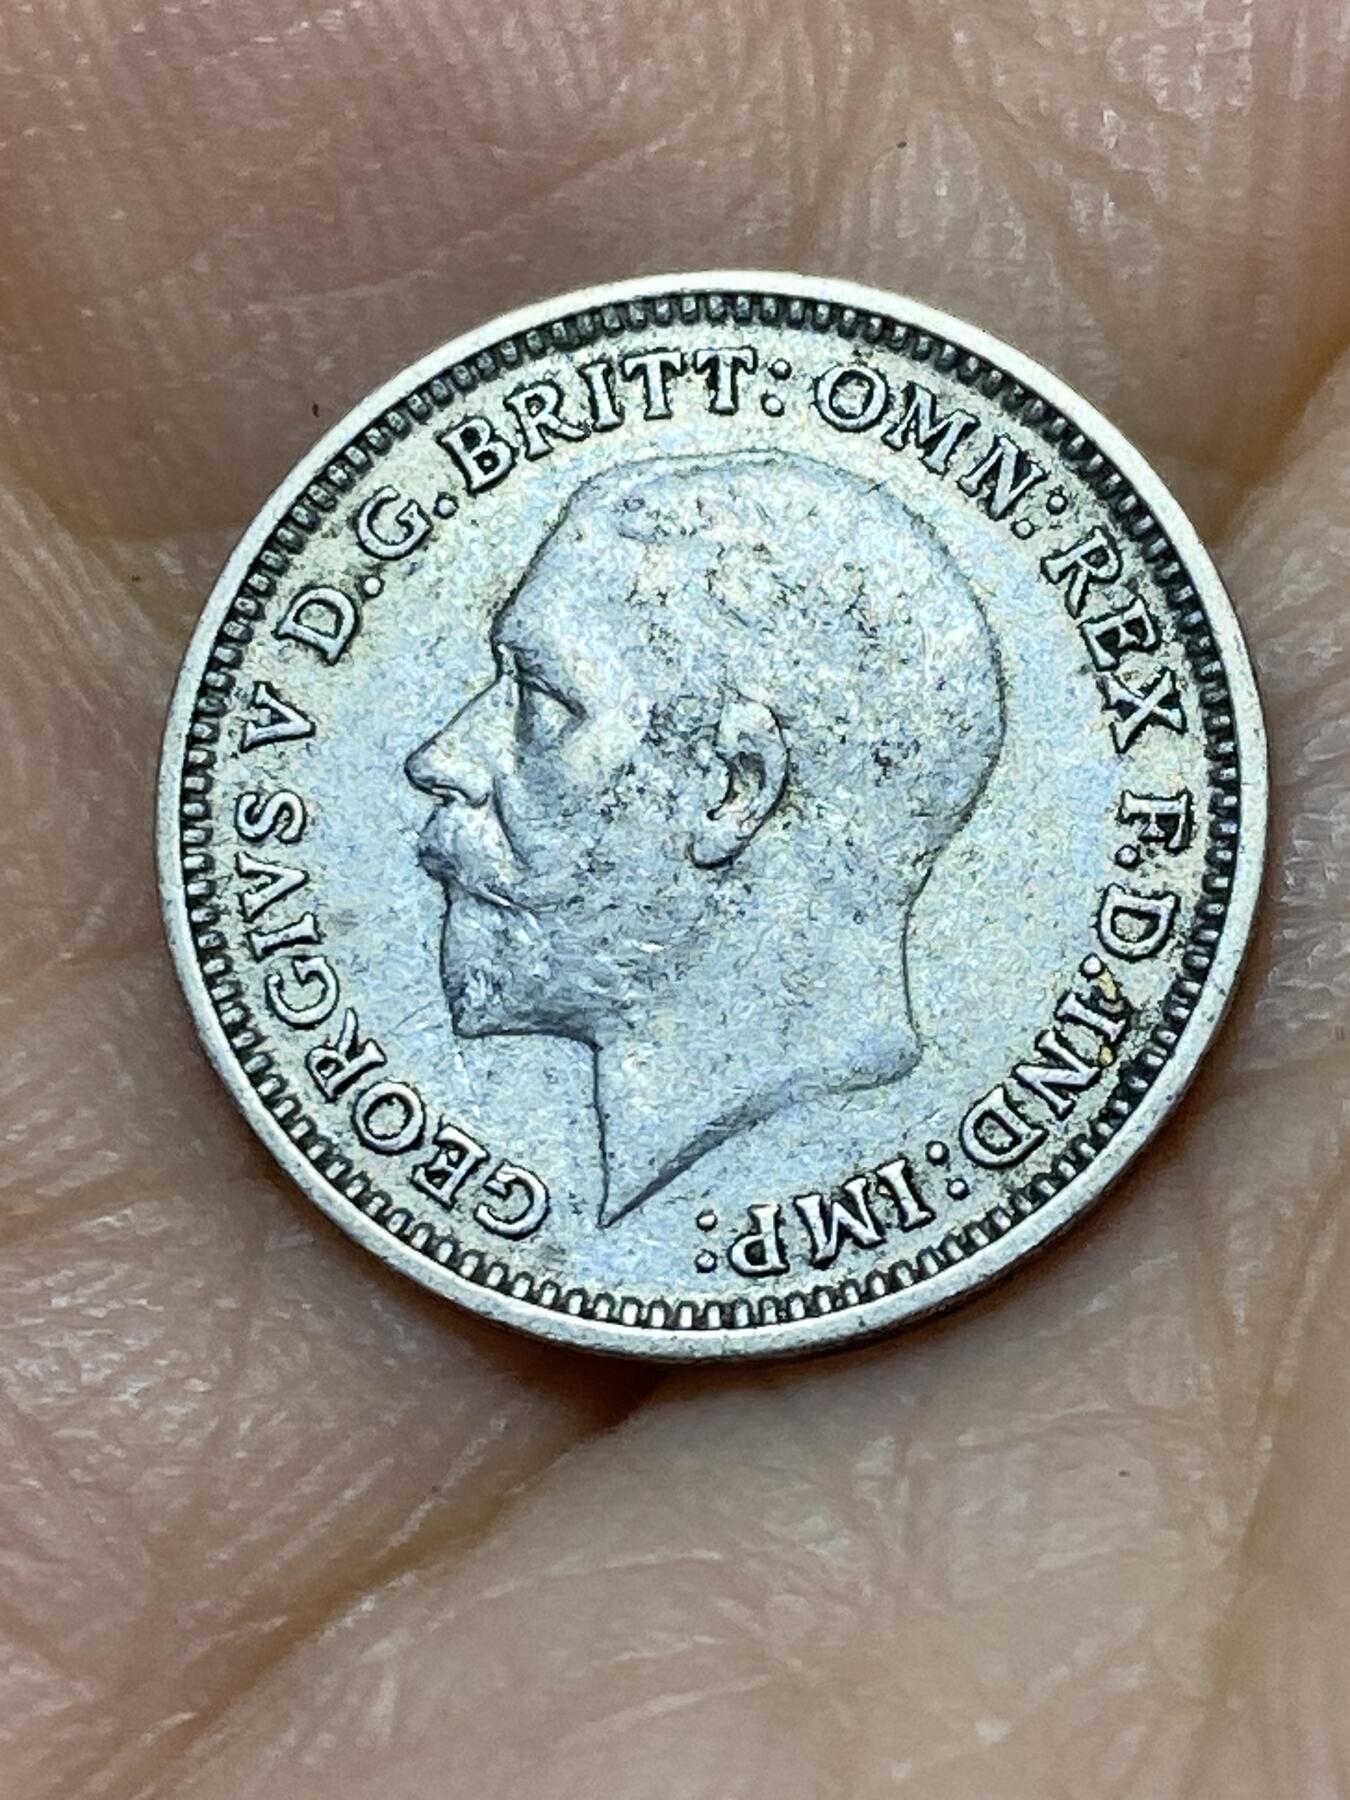 GEORGIVS V D.G.BRITT: OMN: REX F.D:IND:IMP: